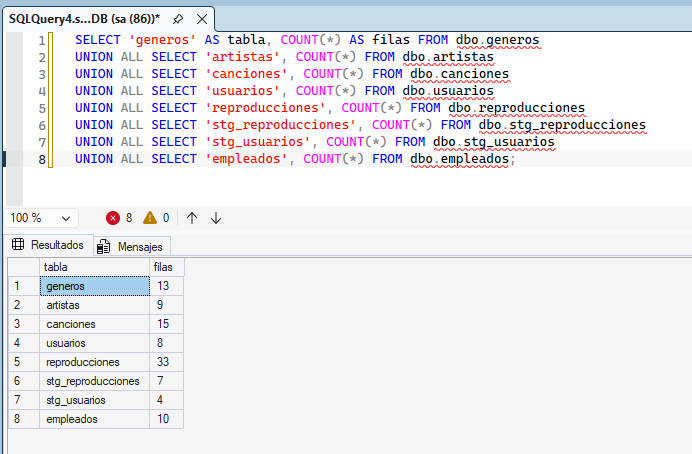 SQLQuery4.s...DB (sa (86))*
1 SELECT 'generos' AS tabla, COUNT(*) AS filas FROM dbo.generos
2 UNION ALL SELECT 'artistas', COUNT(*) FROM dbo.artistas
3 UNION ALL SELECT 'canciones', COUNT(*) FROM dbo.canciones
4 UNION ALL SELECT 'usuarios', COUNT(*) FROM dbo.usuarios
5 UNION ALL SELECT 'reproducciones', COUNT(*) FROM dbo.reproducciones
6 UNION ALL SELECT 'stg_reproducciones', COUNT(*) FROM dbo.stg_reproducciones
7 UNION ALL SELECT 'stg_usuarios', COUNT(*) FROM dbo.stg_usuarios
8 UNION ALL SELECT 'empleados', COUNT(*) FROM dbo.empleados;
100 % 8 0
Resultados Mensajes
tabla filas
1 generos 13
2 artistas 9
3 canciones 15
4 usuarios 8
5 reproducciones 33
6 stg_reproducciones 7
7 stg_usuarios 4
8 empleados 10